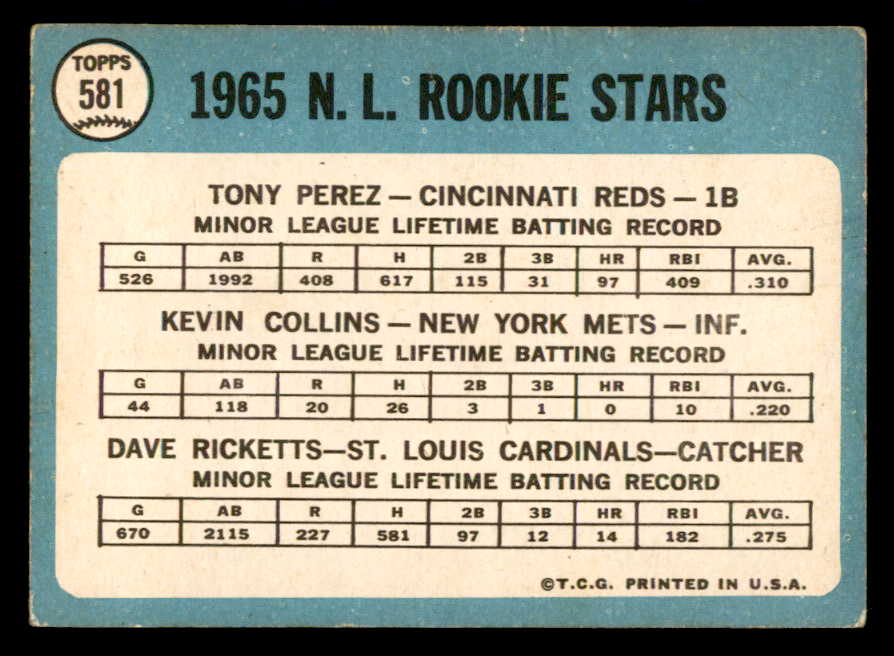 TOPPS
581
1965 N. L. ROOKIE STARS
TONY PEREZ — CINCINNATI REDS — 1B
MINOR LEAGUE LIFETIME BATTING RECORD
G AB R H 2B 3B HR RBI AVG.
526 1992 408 617 115 31 97 409 .310
KEVIN COLLINS — NEW YORK METS — INF.
MINOR LEAGUE LIFETIME BATTING RECORD
G AB R H 2B 3B HR RBI AVG.
44 118 20 26 3 1 0 10 .220
DAVE RICKETTS—ST. LOUIS CARDINALS—CATCHER
MINOR LEAGUE LIFETIME BATTING RECORD
G AB R H 2B 3B HR RBI AVG.
670 2115 227 581 97 12 14 182 .275
©T.C.G. PRINTED IN U.S.A.